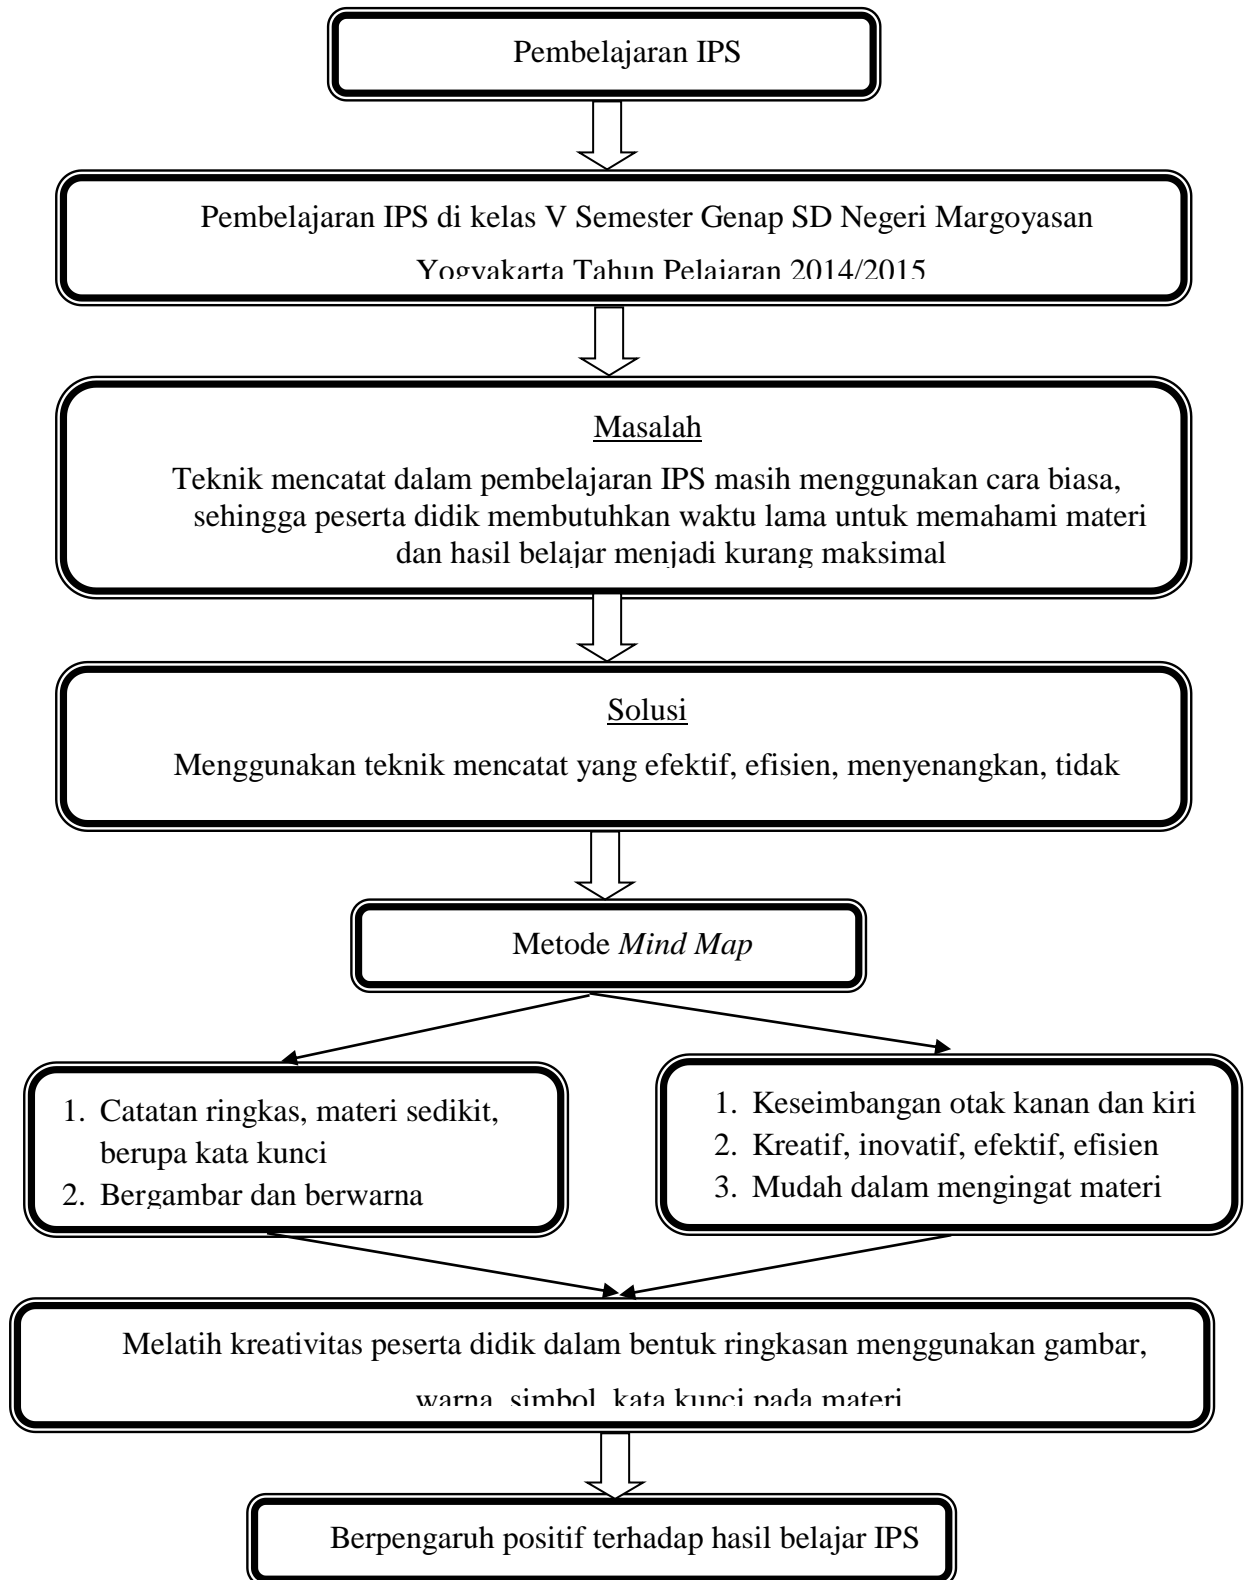 Pembelajaran IPS
Pembelajaran IPS di kelas V Semester Genap SD Negeri Margoyasan
Yogyakarta Tahun Pelajaran 2014/2015
Masalah
Teknik mencatat dalam pembelajaran IPS masih menggunakan cara biasa,
sehingga peserta didik membutuhkan waktu lama untuk memahami materi
dan hasil belajar menjadi kurang maksimal
Solusi
Menggunakan teknik mencatat yang efektif, efisien, menyenangkan, tidak
Metode Mind Map
1. Catatan ringkas, materi sedikit,
berupa kata kunci
2. Bergambar dan berwarna
1. Keseimbangan otak kanan dan kiri
2. Kreatif, inovatif, efektif, efisien
3. Mudah dalam mengingat materi
Melatih kreativitas peserta didik dalam bentuk ringkasan menggunakan gambar,
warna, simbol, kata kunci pada materi
Berpengaruh positif terhadap hasil belajar IPS